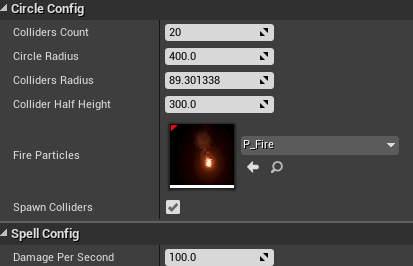 Circle Config
Colliders Count 20
Circle Radius 400.0
Colliders Radius 89.301338
Collider Half Height 300.0
Fire Particles P_Fire
Spawn Colliders
Spell Config
Damage Per Second 100.0